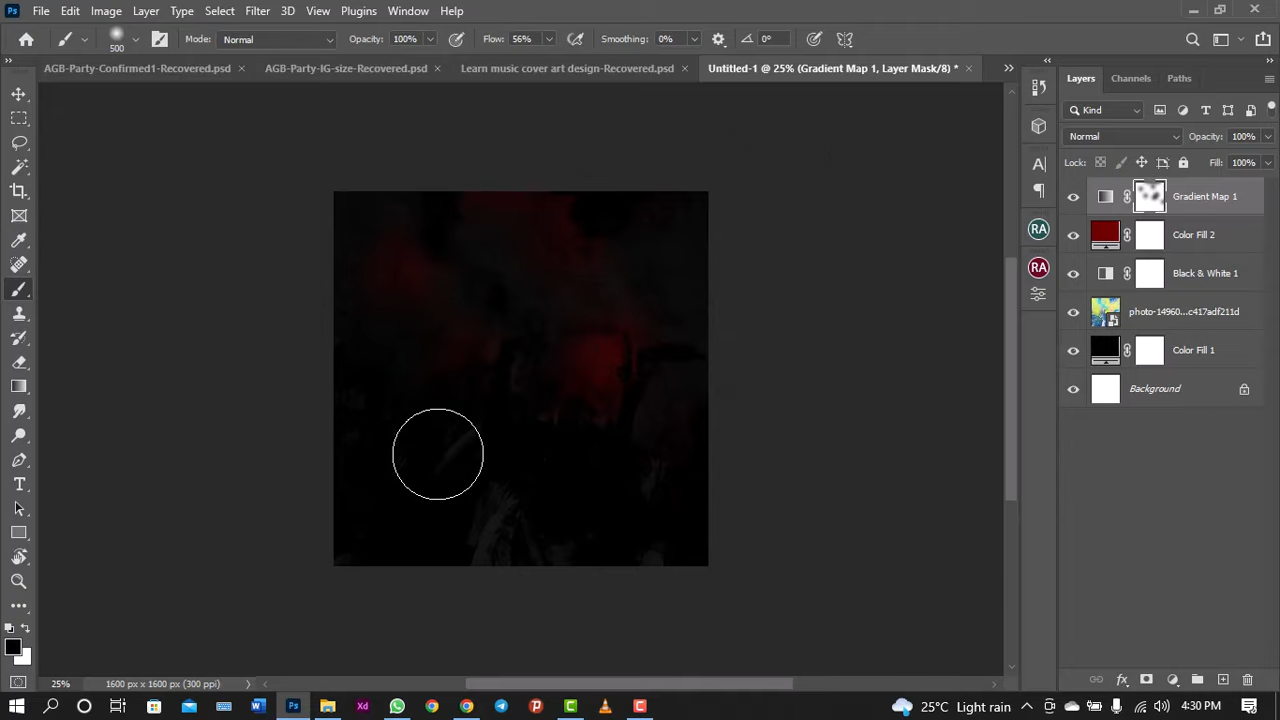 Ps File Edit Image Layer Type Select Filter 3D View Plugins Window Help
500 Mode: Normal Opacity: 100% Flow: 56% Smoothing: 0% 0°
AGB-Party-Confirmed1-Recovered.psd × AGB-Party-IG-size-Recovered.psd × Learn music cover art design-Recovered.psd × Untitled-1 @ 25% (Gradient Map 1, Layer Mask/8) * ×
Layers Channels Paths
Kind
Normal Opacity: 100%
Lock: Fill: 100%
Gradient Map 1
RA
Color Fill 2
RA
Black & White 1
photo-14960...c417adf211d
Color Fill 1
Background
25% 1600 px x 1600 px (300 ppi)
Ps Xd 25°C Light rain 4:30 PM